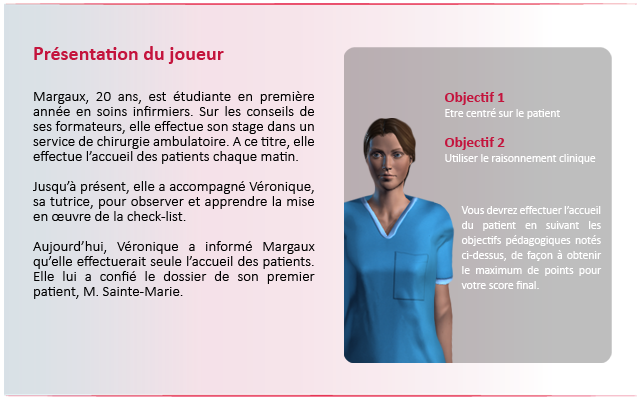 Présentation du joueur
Margaux, 20 ans, est étudiante en première
année en soins infirmiers. Sur les conseils de
ses formateurs, elle effectue son stage dans un
service de chirurgie ambulatoire. A ce titre, elle
effectue l'accueil des patients chaque matin.
Jusqu'à présent, elle a accompagné Véronique,
sa tutrice, pour observer et apprendre la mise
en œuvre de la check-list.
Aujourd'hui, Véronique a informé Margaux
qu'elle effectuerait seule l'accueil des patients.
Elle lui a confié le dossier de son premier
patient, M. Sainte-Marie.
Objectif 1
Etre centré sur le patient
Objectif 2
Utiliser le raisonnement clinique
Vous devrez effectuer l'accueil
du patient en suivant les
objectifs pédagogiques notés
ci-dessus, de façon à obtenir
le maximum de points pour
votre score final.